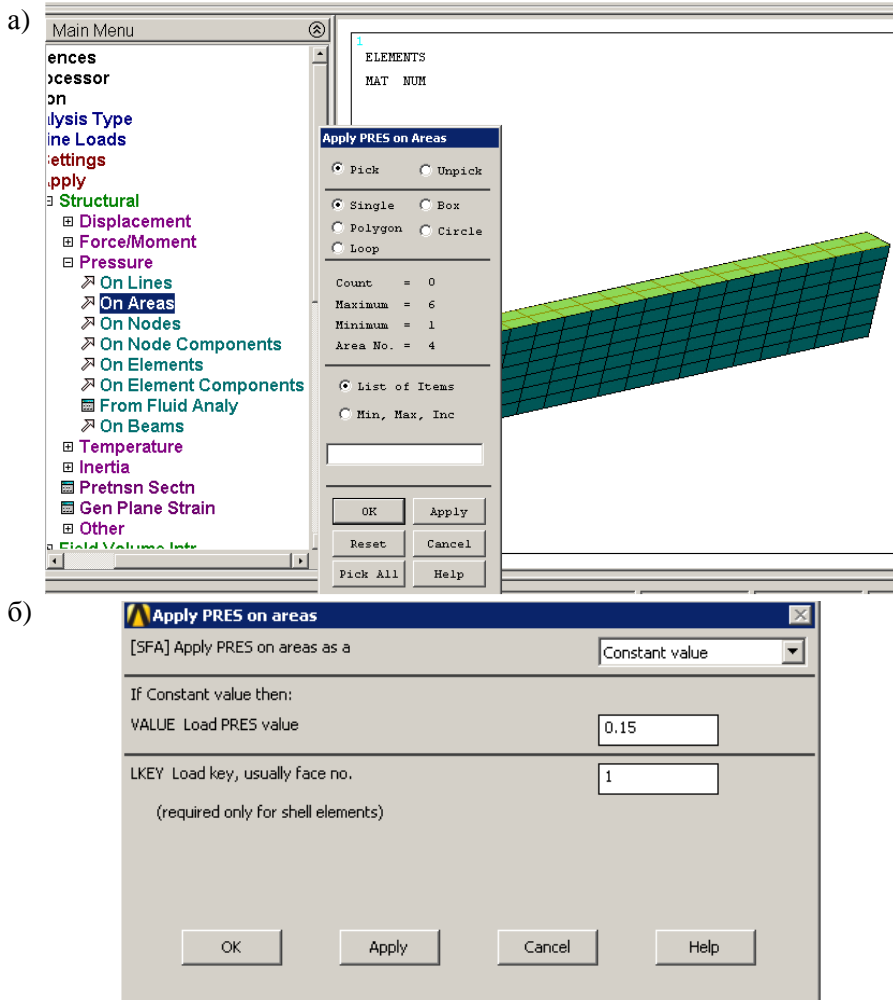 а)
Main Menu
ences
ocessor
on
alysis Type
ine Loads
ettings
pply
Structural
Displacement
Force/Moment
Pressure
On Lines
On Areas
On Nodes
On Node Components
On Elements
On Element Components
From Fluid Analy
On Beams
Temperature
Inertia
Pretnsn Sectn
Gen Plane Strain
Other
Field Volume Intr
1
ELEMENTS
MAT NUM
Apply PRES on Areas
Pick Unpick
Single Box
Polygon Circle
Loop
Count = 0
Maximum = 6
Minimum = 1
Area No. = 4
List of Items
Min, Max, Inc
OK Apply
Reset Cancel
Pick All Help
б)
Apply PRES on areas
[SFA] Apply PRES on areas as a Constant value
If Constant value then:
VALUE Load PRES value 0.15
LKEY Load key, usually face no. 1
(required only for shell elements)
OK Apply Cancel Help